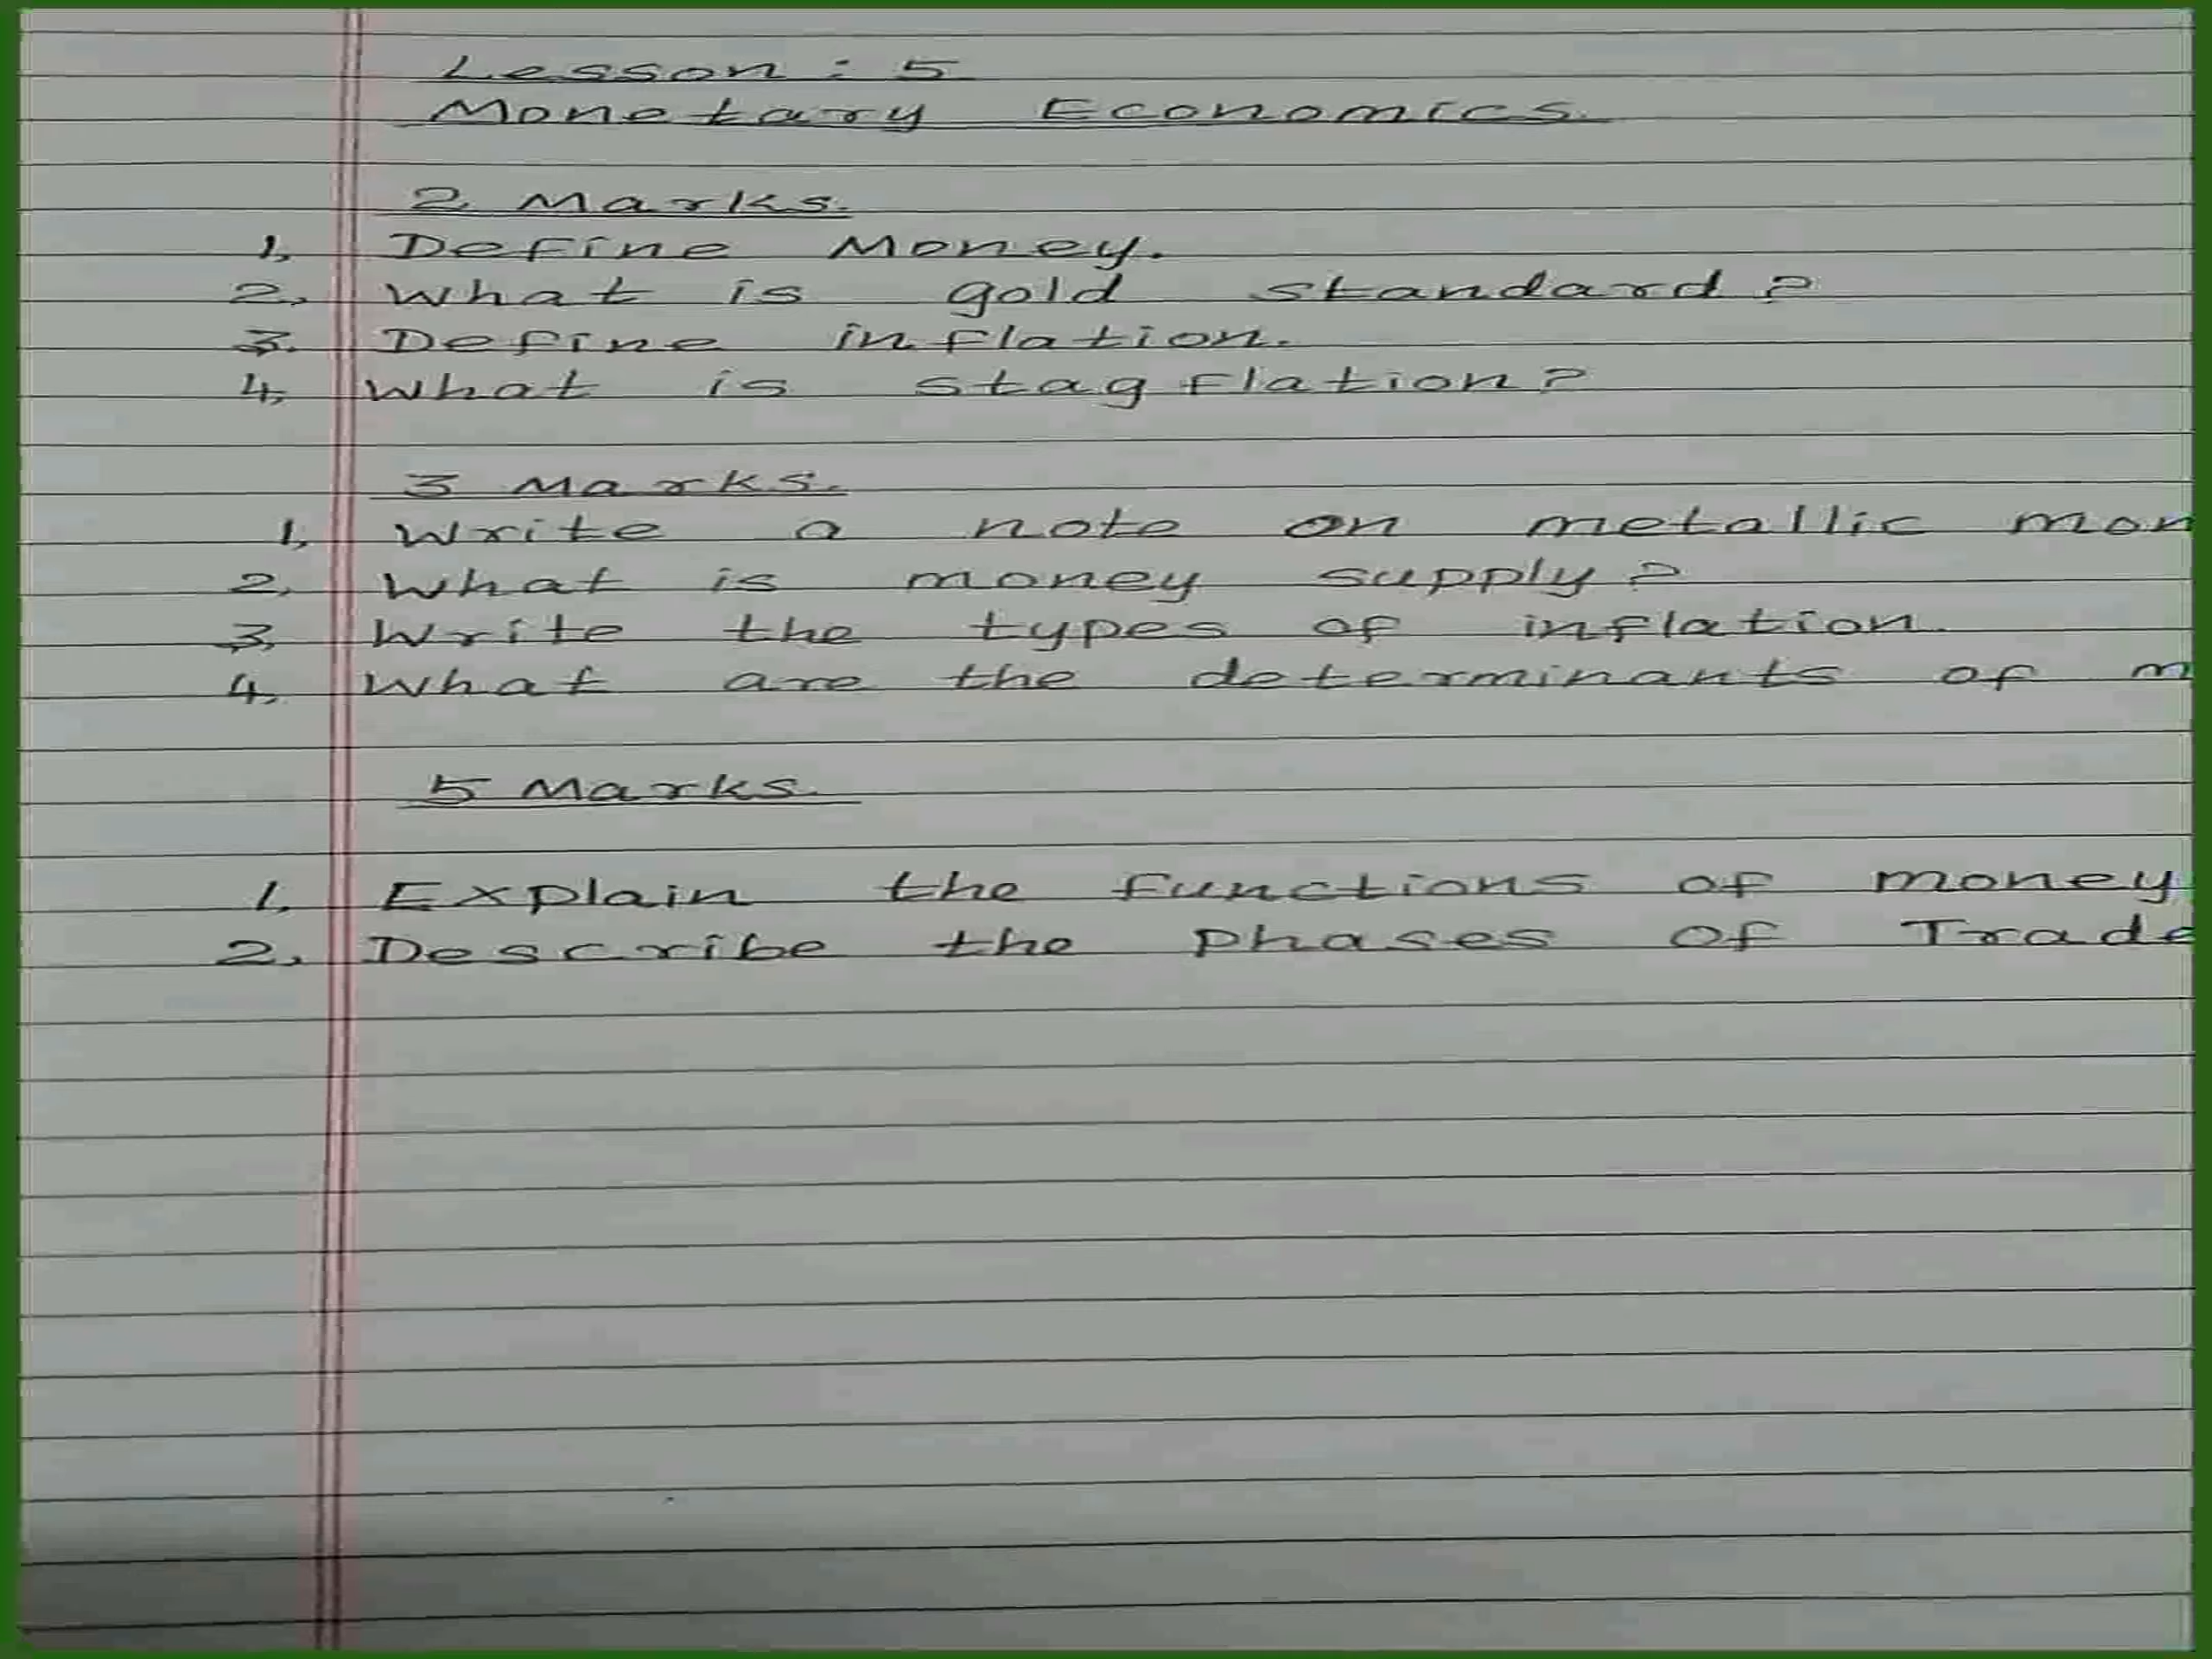 Lesson : 5
Monetary Economics.
2 Marks.
1, Define Money.
2, What is gold standard?
3. Define inflation.
4, What is stagflation?
3 Marks.
1, Write a note on metallic mon
2, What is money supply?
3, Write the types of inflation.
4, What are the determinants of m
5 Marks.
1. Explain the functions of money
2, Describe the phases of Trade